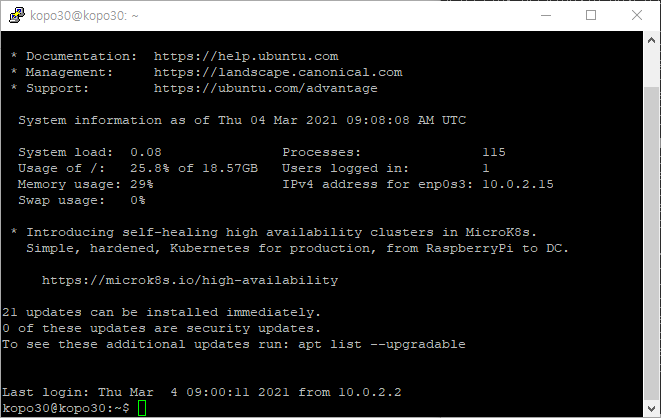 kopo30@kopo30: ~
* Documentation:  https://help.ubuntu.com
* Management:     https://landscape.canonical.com
* Support:        https://ubuntu.com/advantage
System information as of Thu 04 Mar 2021 09:08:08 AM UTC
System load:  0.08               Processes:               115
Usage of /:   25.8% of 18.57GB   Users logged in:         1
Memory usage: 29%                IPv4 address for enp0s3: 10.0.2.15
Swap usage:   0%
* Introducing self-healing high availability clusters in MicroK8s.
Simple, hardened, Kubernetes for production, from RaspberryPi to DC.
https://microk8s.io/high-availability
21 updates can be installed immediately.
0 of these updates are security updates.
To see these additional updates run: apt list --upgradable
Last login: Thu Mar  4 09:00:11 2021 from 10.0.2.2
kopo30@kopo30:~$